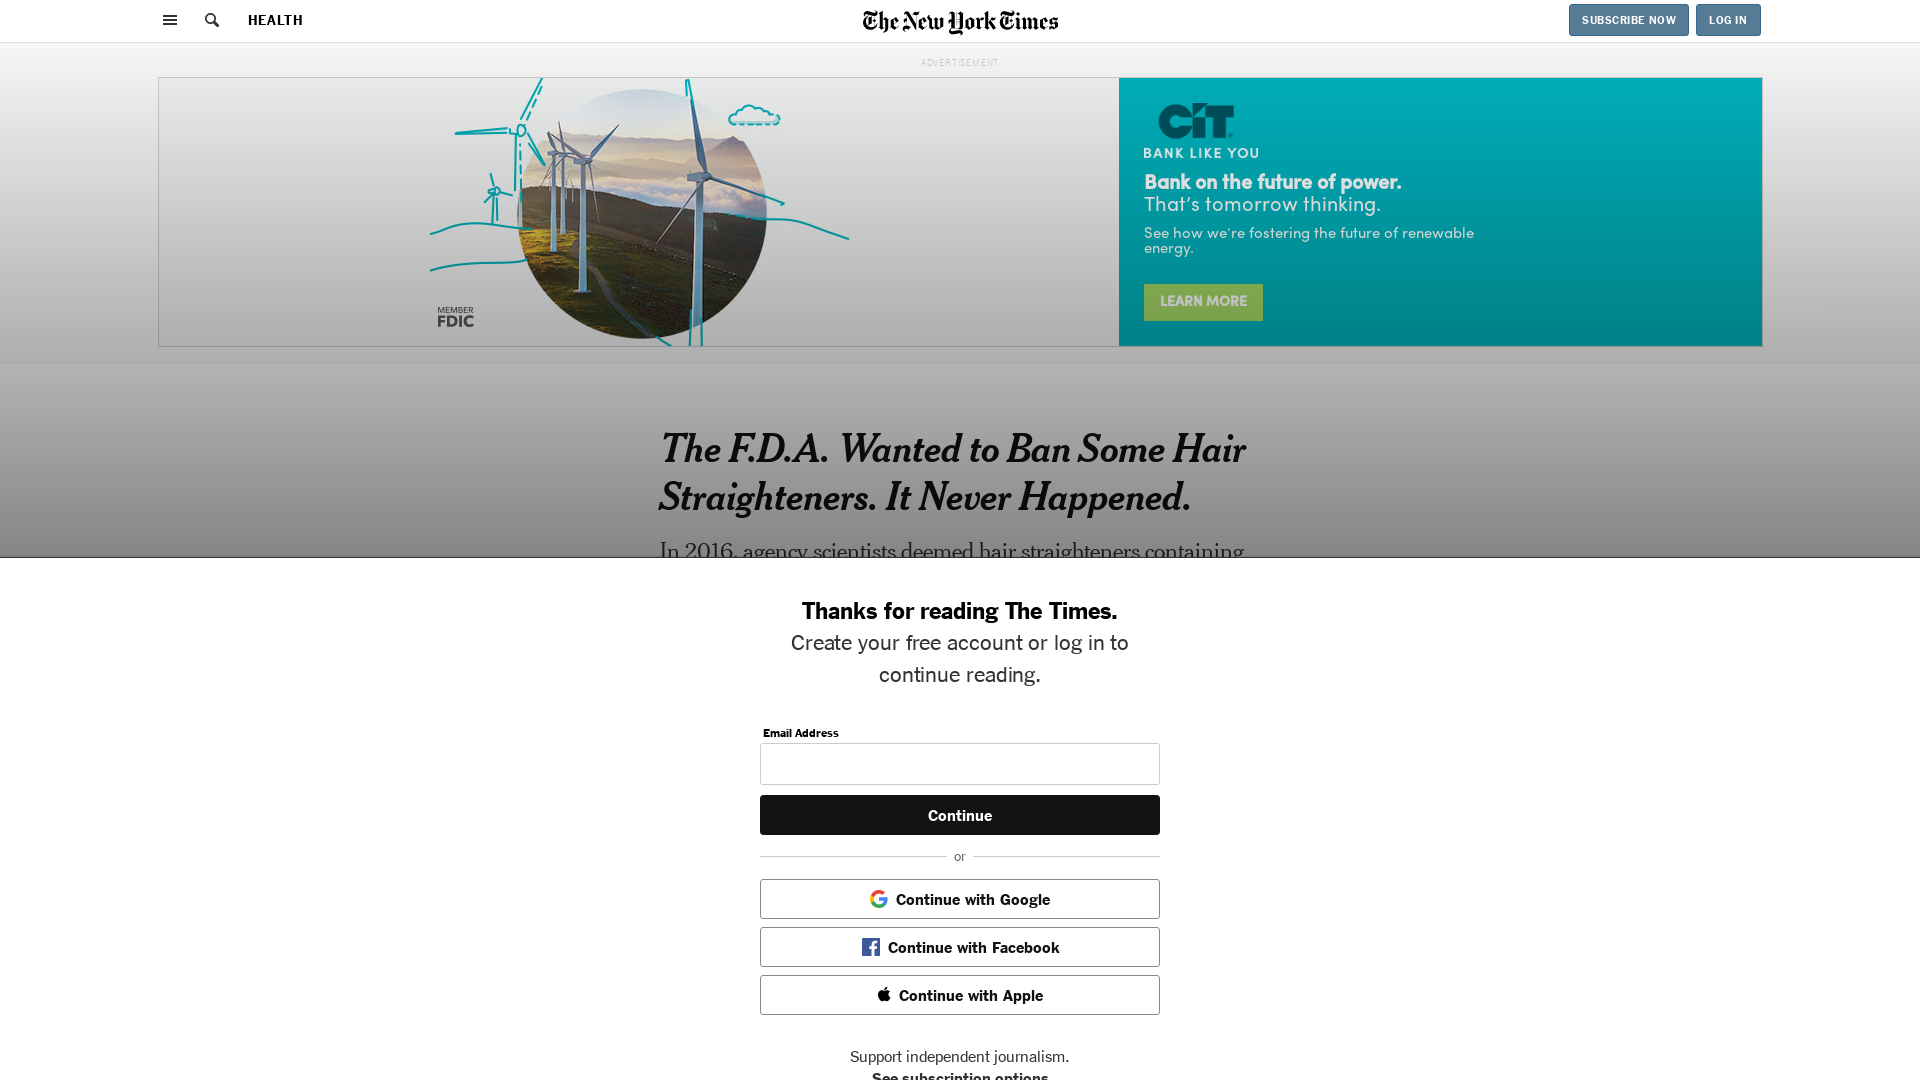 HEALTH
The New York Times
SUBSCRIBE NOW
LOG IN
ADVERTISEMENT
CIT
BANK LIKE YOU
Bank on the future of power.
That's tomorrow thinking.
See how we're fostering the future of renewable
energy.
LEARN MORE
MEMBER
FDIC
The F.D.A. Wanted to Ban Some Hair
Straighteners. It Never Happened.
In 2016, agency scientists deemed hair straighteners containing
Thanks for reading The Times.
Create your free account or log in to
continue reading.
Email Address
Continue
or
Continue with Google
Continue with Facebook
Continue with Apple
Support independent journalism.
See subscription options